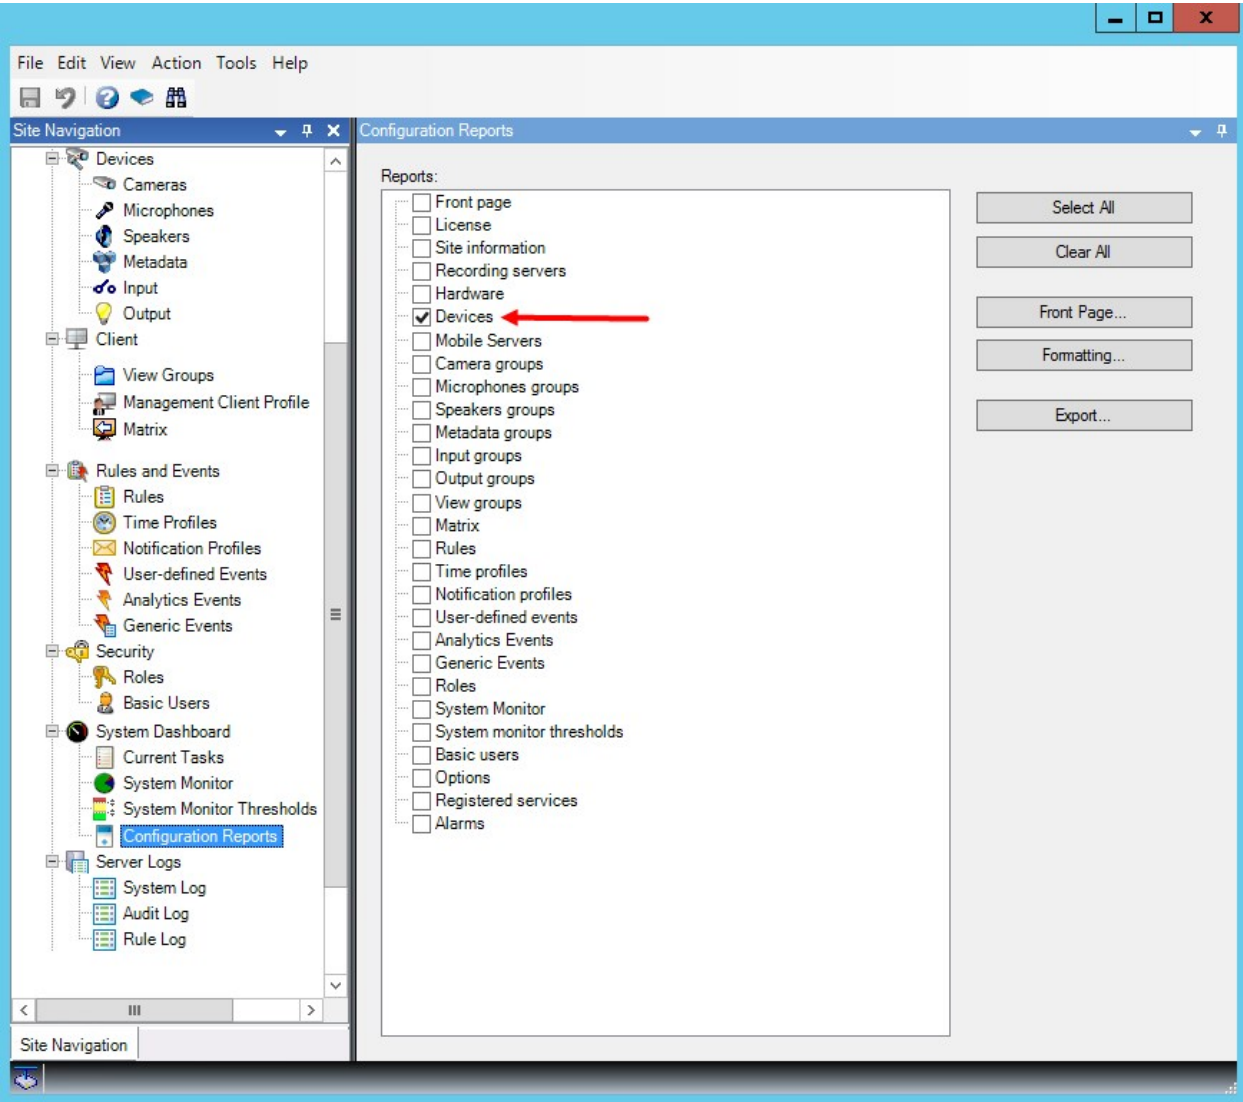 File Edit View Action Tools Help
Site Navigation
Devices
Cameras
Microphones
Speakers
Metadata
Input
Output
Client
View Groups
Management Client Profile
Matrix
Rules and Events
Rules
Time Profiles
Notification Profiles
User-defined Events
Analytics Events
Generic Events
Security
Roles
Basic Users
System Dashboard
Current Tasks
System Monitor
System Monitor Thresholds
Configuration Reports
Server Logs
System Log
Audit Log
Rule Log
Site Navigation
Configuration Reports
Reports:
Front page
License
Site information
Recording servers
Hardware
Devices
Mobile Servers
Camera groups
Microphones groups
Speakers groups
Metadata groups
Input groups
Output groups
View groups
Matrix
Rules
Time profiles
Notification profiles
User-defined events
Analytics Events
Generic Events
Roles
System Monitor
System monitor thresholds
Basic users
Options
Registered services
Alarms
Select All
Clear All
Front Page...
Formatting...
Export...